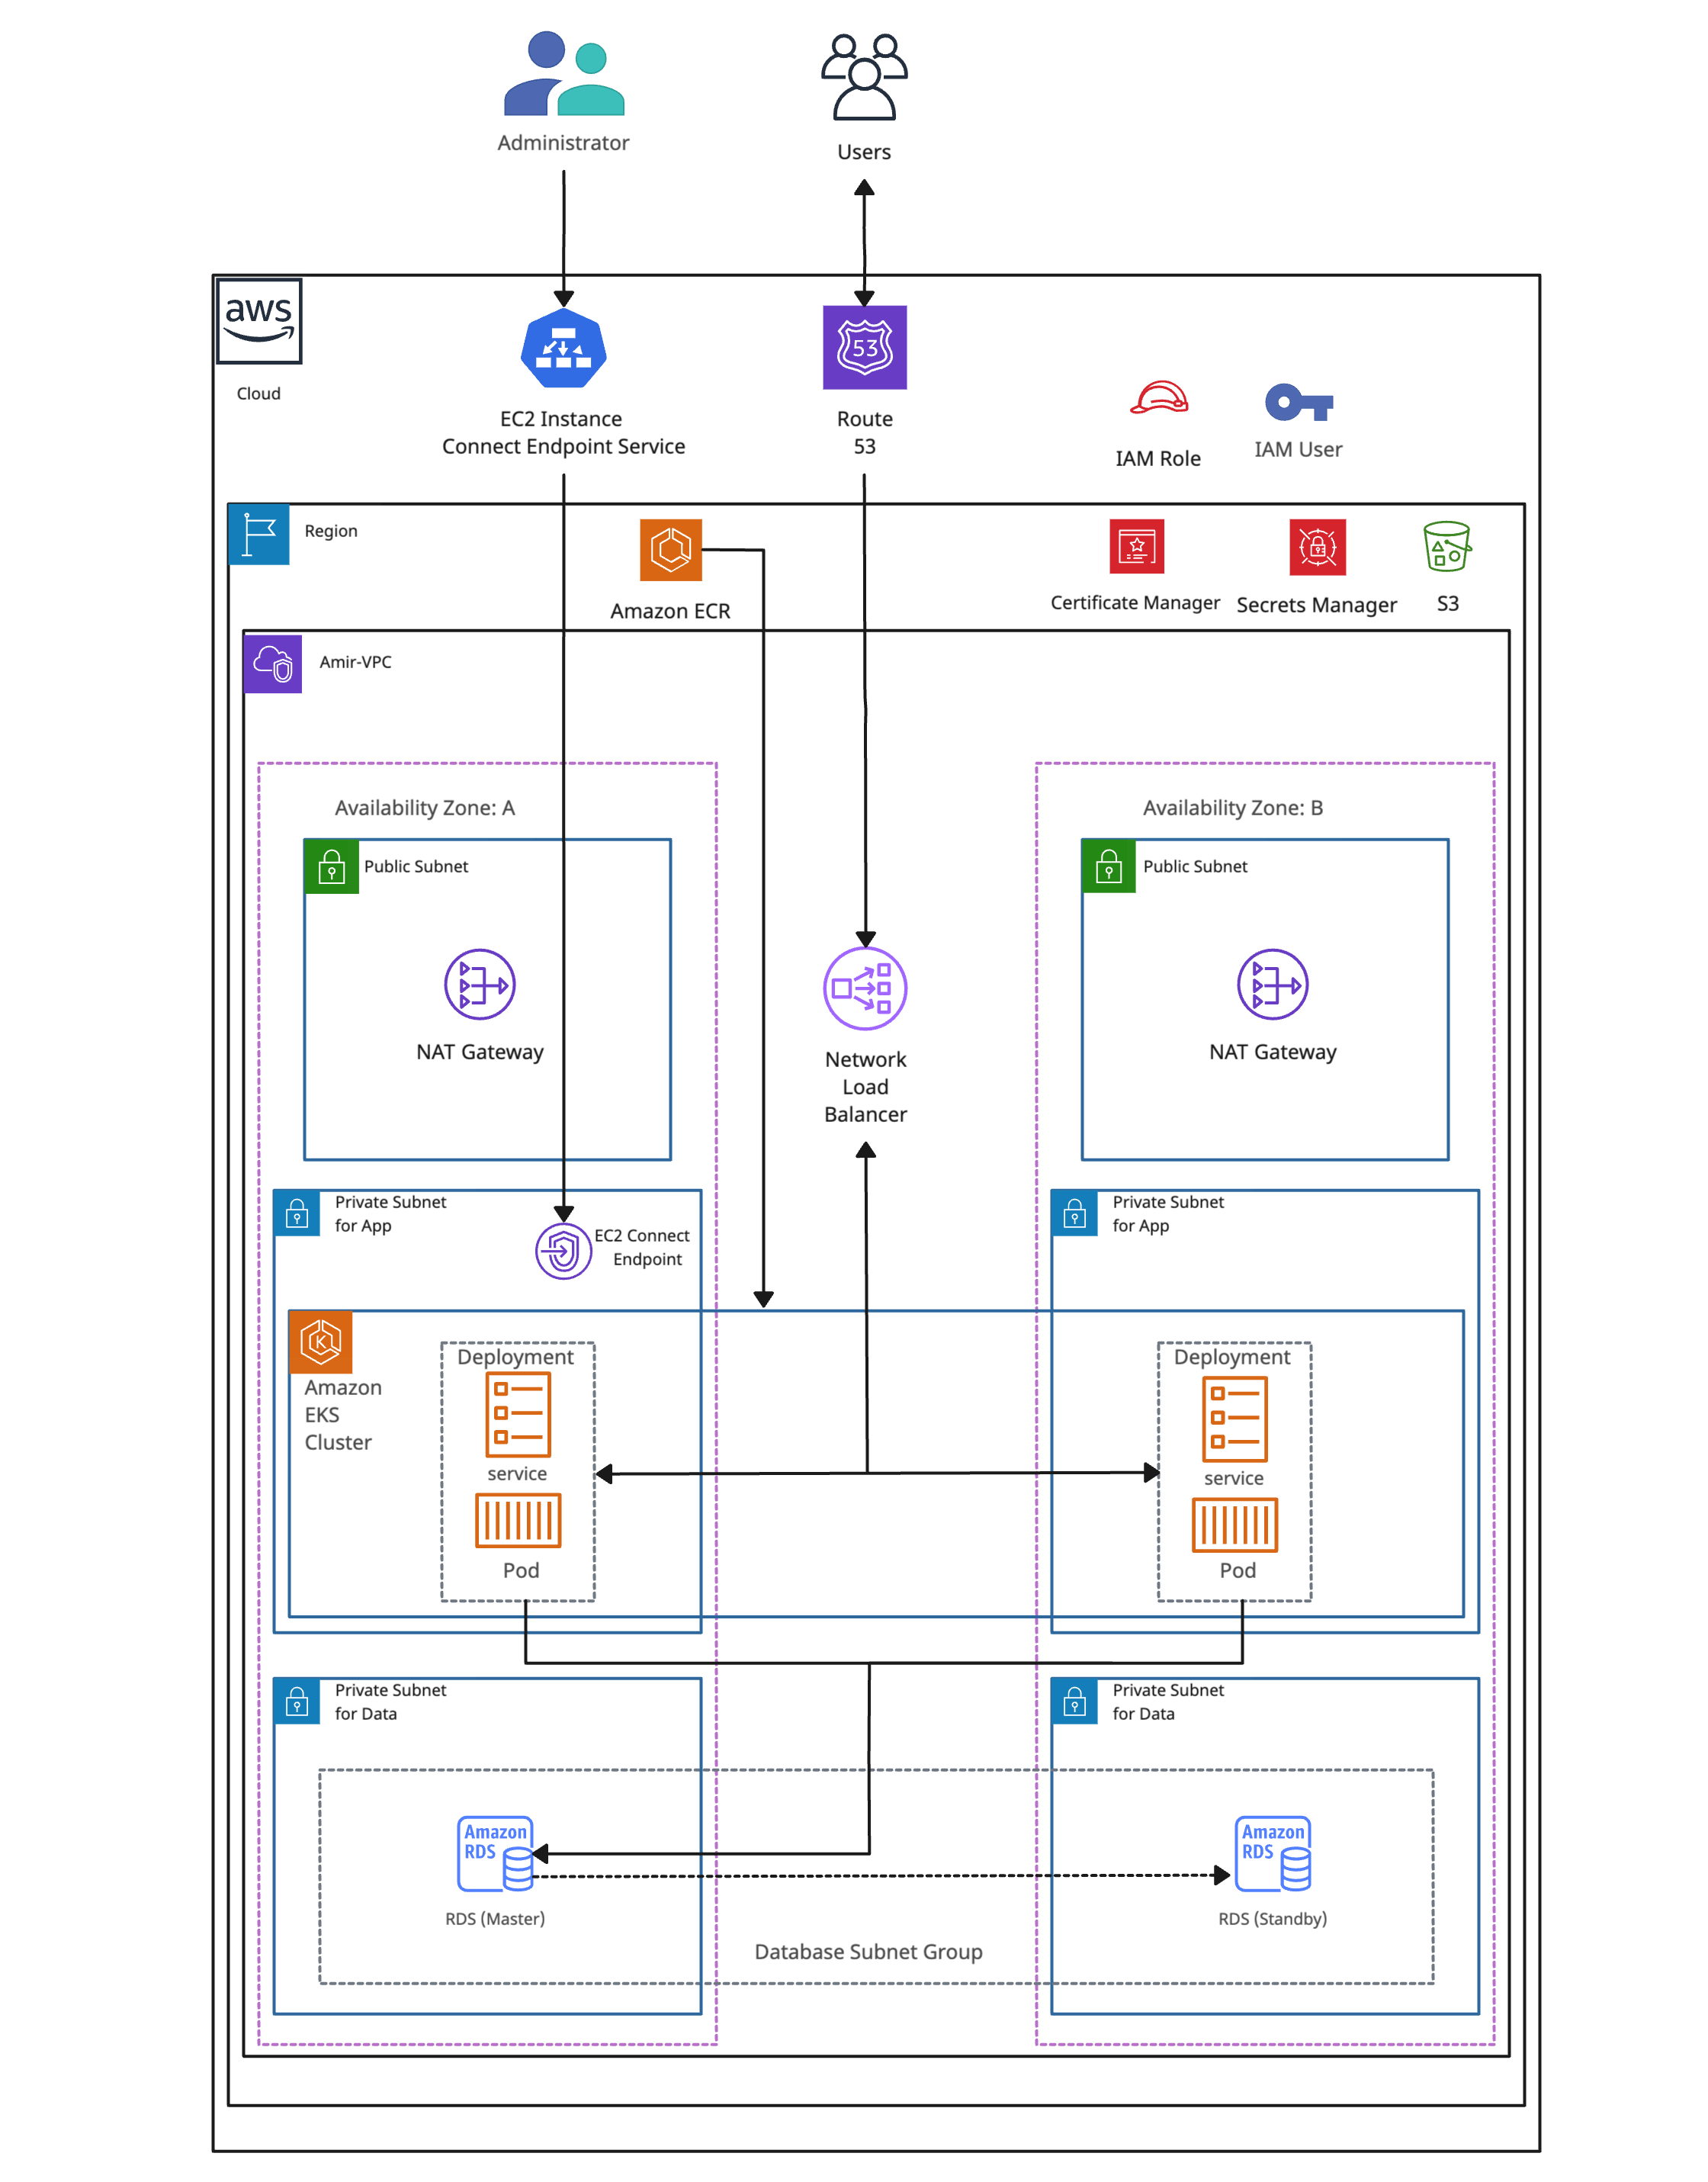 Administrator
Users
aws
Cloud
EC2 Instance
Connect Endpoint Service
53
Route
53
IAM Role
IAM User
Region
Amazon ECR
Certificate Manager
Secrets Manager
S3
Amir-VPC
Availability Zone: A
Availability Zone: B
Public Subnet
Public Subnet
NAT Gateway
Network
Load
Balancer
NAT Gateway
Private Subnet
for App
EC2 Connect
Endpoint
Private Subnet
for App
K
Amazon
EKS
Cluster
Deployment
service
Pod
Deployment
service
Pod
Private Subnet
for Data
Private Subnet
for Data
Amazon
RDS
RDS (Master)
Amazon
RDS
RDS (Standby)
Database Subnet Group